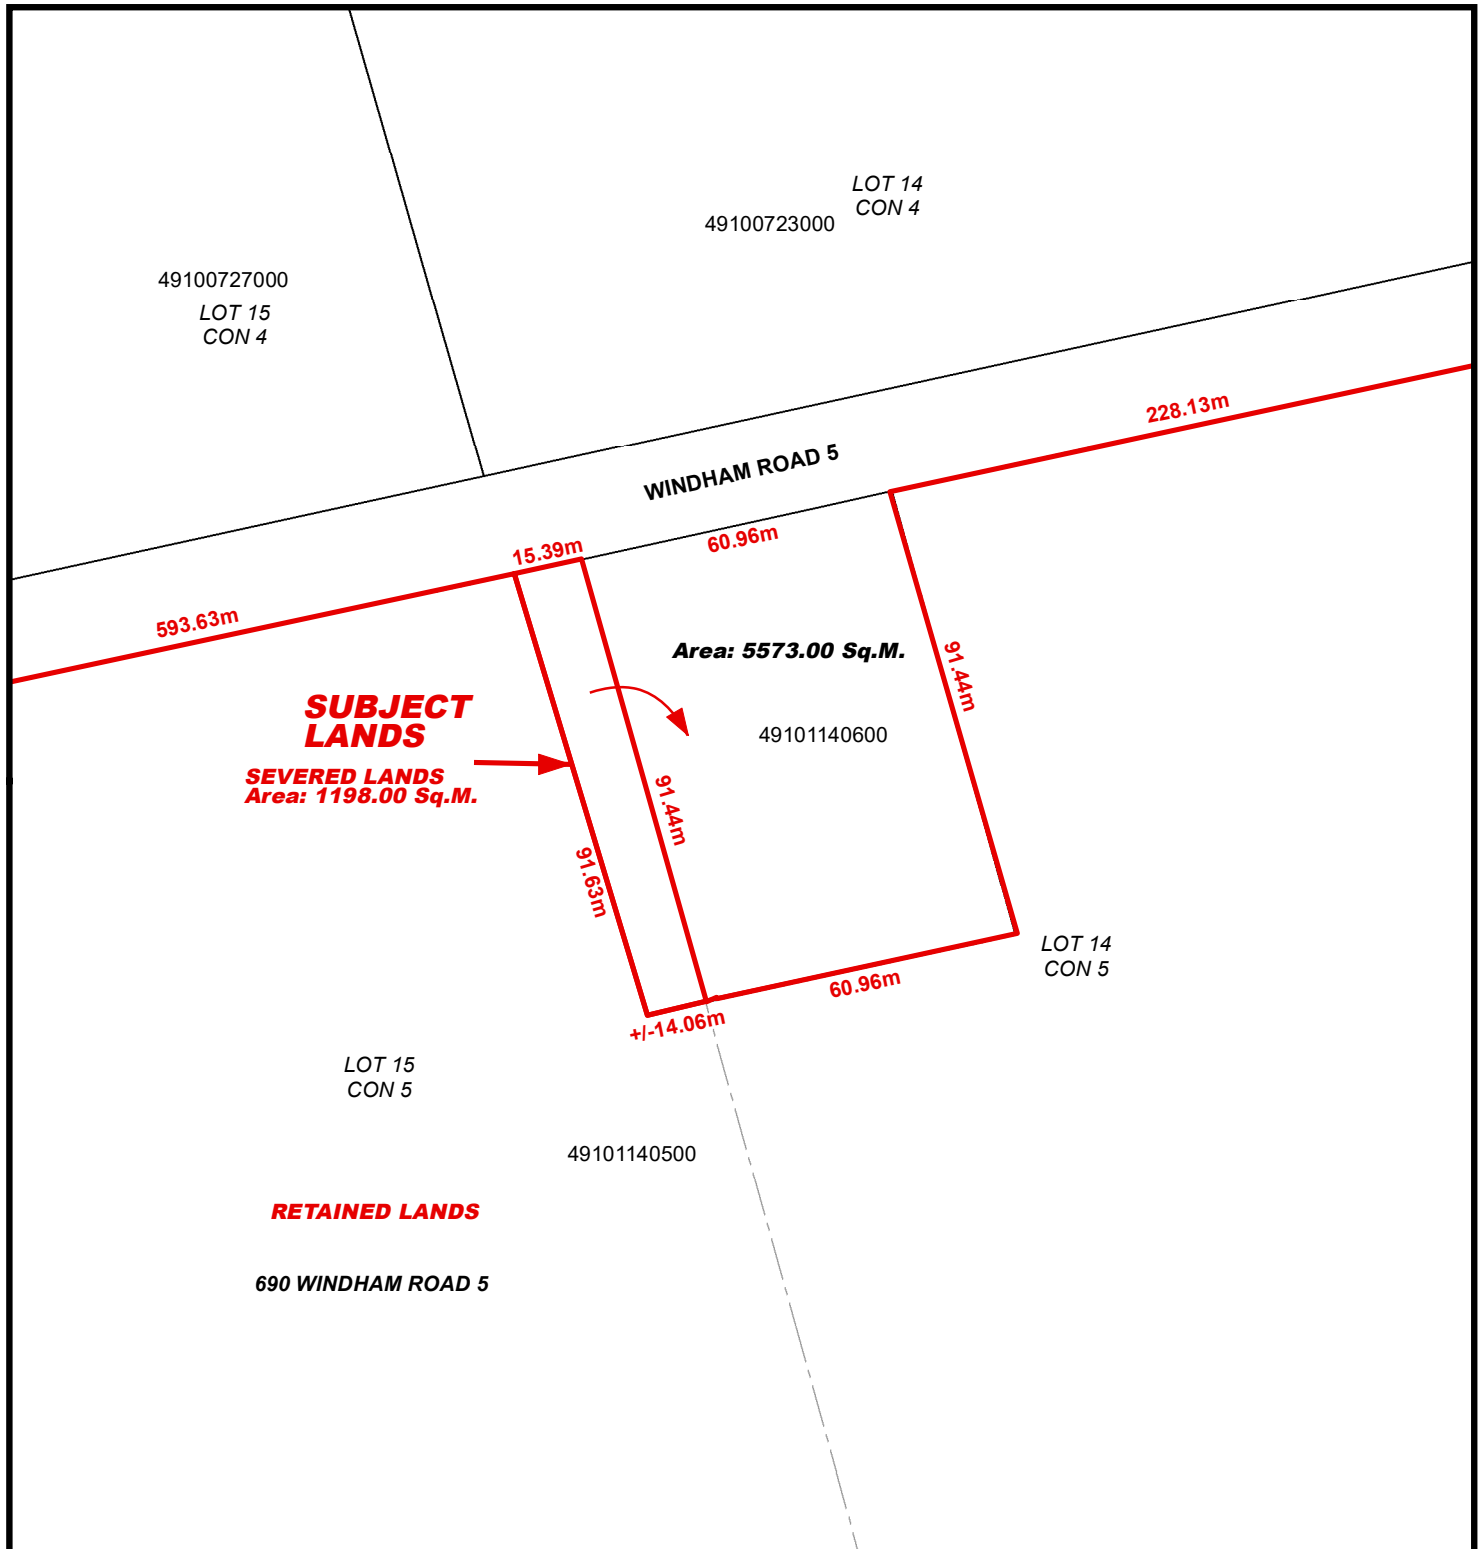 LOT 14
CON 4
49100723000
49100727000
LOT 15
CON 4
228.13m
WINDHAM ROAD 5
60.96m
15.39m
593.63m
Area: 5573.00 Sq.M.
91.44m
SUBJECT
LANDS
49101140600
SEVERED LANDS
Area: 1198.00 Sq.M.
91.44m
91.63m
LOT 14
CON 5
60.96m
+/-14.06m
LOT 15
CON 5
49101140500
RETAINED LANDS
690 WINDHAM ROAD 5